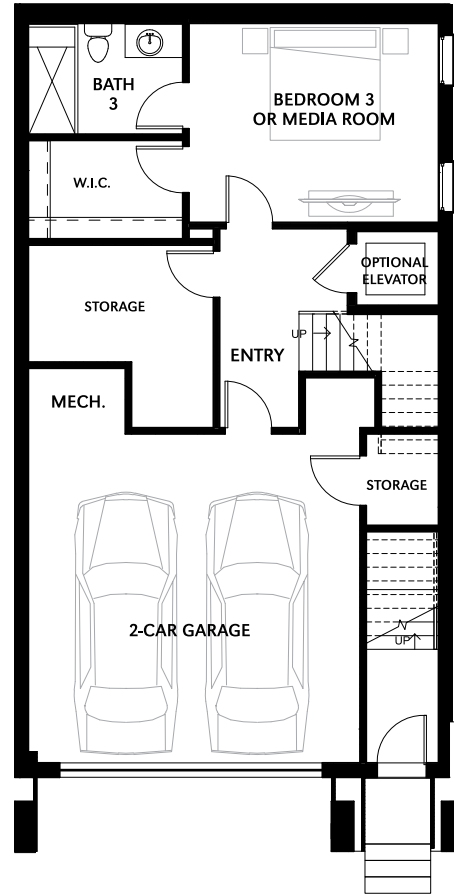 BATH
3
BEDROOM 3
OR MEDIA ROOM
W.I.C.
OPTIONAL
ELEVATOR
STORAGE
UP
ENTRY
MECH.
STORAGE
2-CAR GARAGE
UP